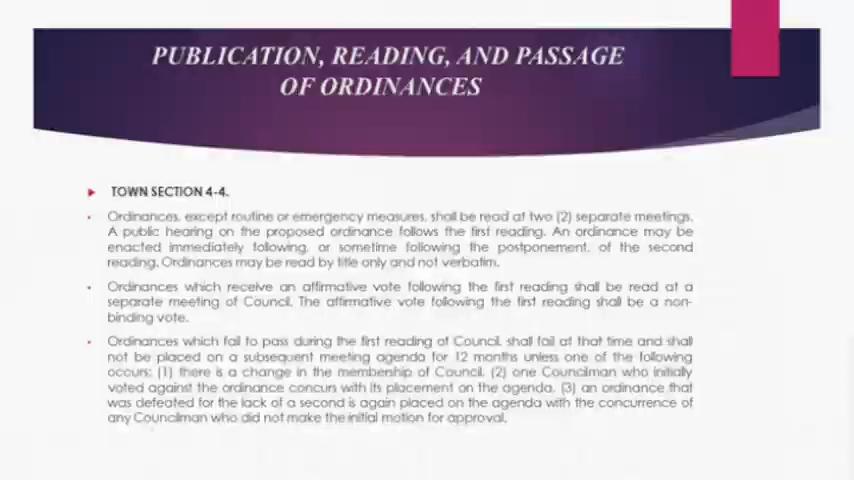 PUBLICATION, READING, AND PASSAGE
OF ORDINANCES
TOWN SECTION 4-4.
Ordinances, except routine or emergency measures, shall be read at two (2) separate meetings.
A public hearing on the proposed ordinance follows the first reading. An ordinance may be
enacted immediately following, or sometime following the postponement, of the second
reading. Ordinances may be read by title only and not verbatim.
Ordinances which receive an affirmative vote following the first reading shall be read at a
separate meeting of Council. The affirmative vote following the first reading shall be a non-
binding vote.
Ordinances which fail to pass during the first reading of Council, shall fail at that time and shall
not be placed on a subsequent meeting agenda for 12 months unless one of the following
occurs: (1) there is a change in the membership of Council, (2) one Councilman who initially
voted against the ordinance concurs with its placement on the agenda, (3) an ordinance that
was defeated for the lack of a second is again placed on the agenda with the concurrence of
any Councilman who did not make the initial motion for approval.